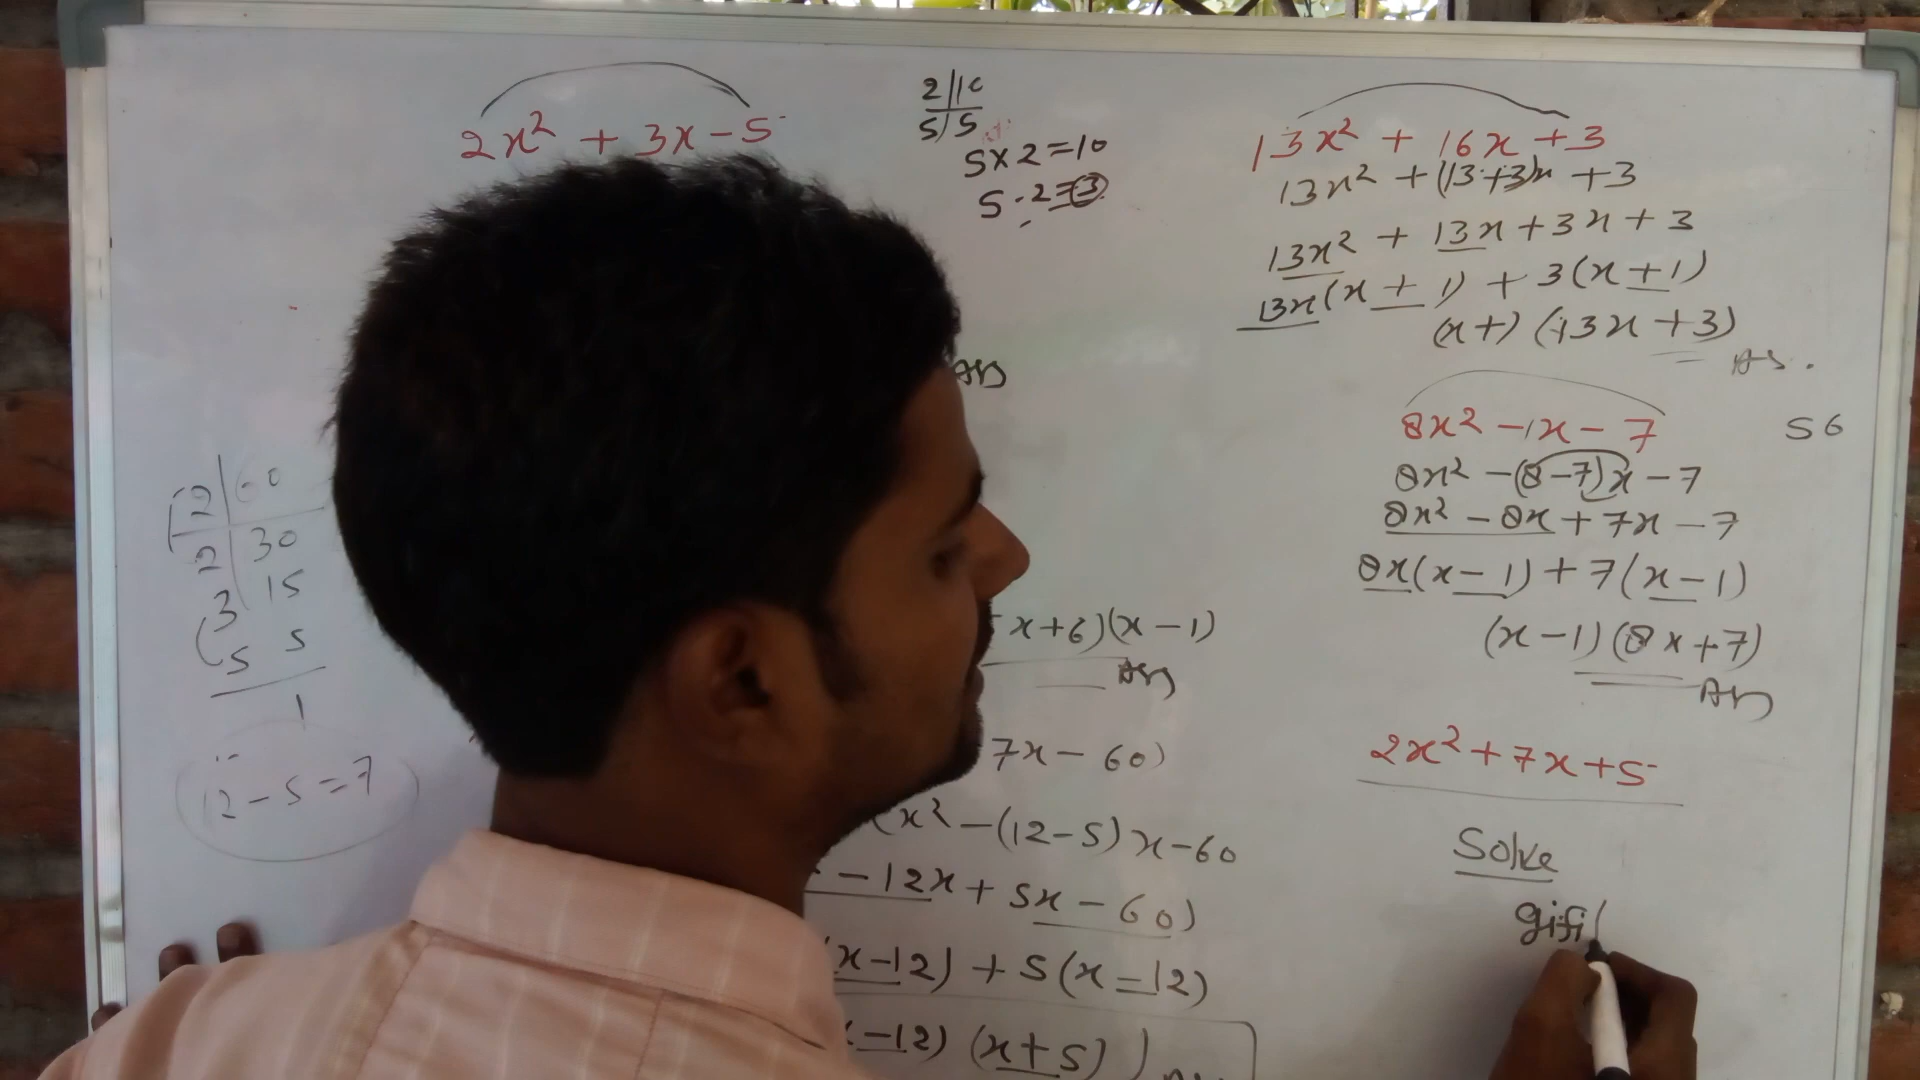 2x² + 3x - 5
2 | 10
5 | 5
5 x 2 = 10
5 - 2 = 3
Ans
2
2 | 30
3 | 15
5 | 5
1
12 - 5 = 7
x + 6)(x - 1)
Ans
7x - 60)
(x² - (12 - 5)x - 60
- 12x + 5x - 60)
(x - 12) + 5(x - 12)
- 12) (x + 5) )
13x² + 16x + 3
13x² + (13 + 3)x + 3
13x² + 13x + 3x + 3
13x(x + 1) + 3(x + 1)
(x+) (13x + 3)
Ans.
8x² - 1x - 7
56
8x² - (8 - 7)x - 7
8x² - 8x + 7x - 7
8x(x - 1) + 7(x - 1)
(x - 1)(8x + 7)
Ans
2x² + 7x + 5
Solve